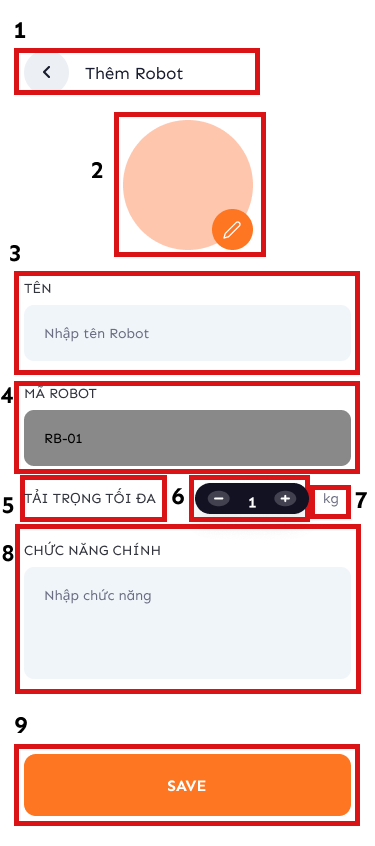 1
Thêm Robot
2
3
TÊN
Nhập tên Robot
4
MÃ ROBOT
RB-01
5 TẢI TRỌNG TỐI ĐA 6 1 kg 7
8
CHỨC NĂNG CHÍNH
Nhập chức năng
9
SAVE